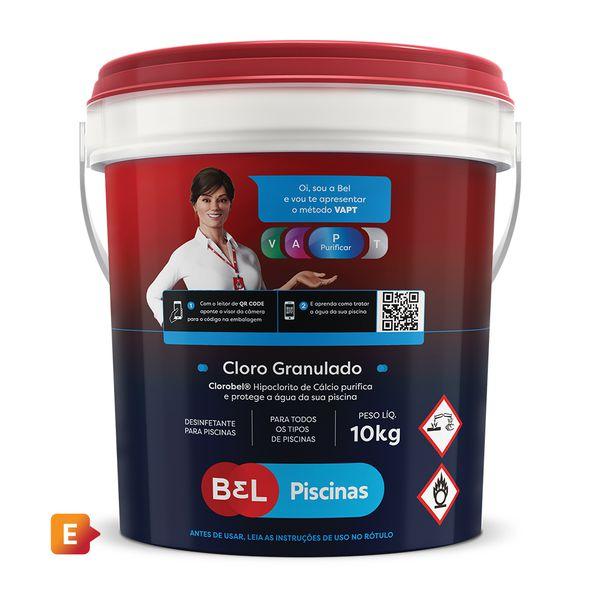 Oi, sou a Bel
e vou te apresentar
o método VAPT
V A P T
Purificar
1 Com o leitor de QR CODE
aponte o visor da câmera
para o código na embalagem
2 E aprenda como tratar
a água da sua piscina
Cloro Granulado
Clorobel® Hipoclorito de Cálcio purifica
e protege a água da sua piscina
DESINFETANTE
PARA PISCINAS
PARA TODOS
OS TIPOS
DE PISCINAS
PESO LÍQ.
10kg
BEL Piscinas
E
ANTES DE USAR, LEIA AS INSTRUÇÕES DE USO NO RÓTULO